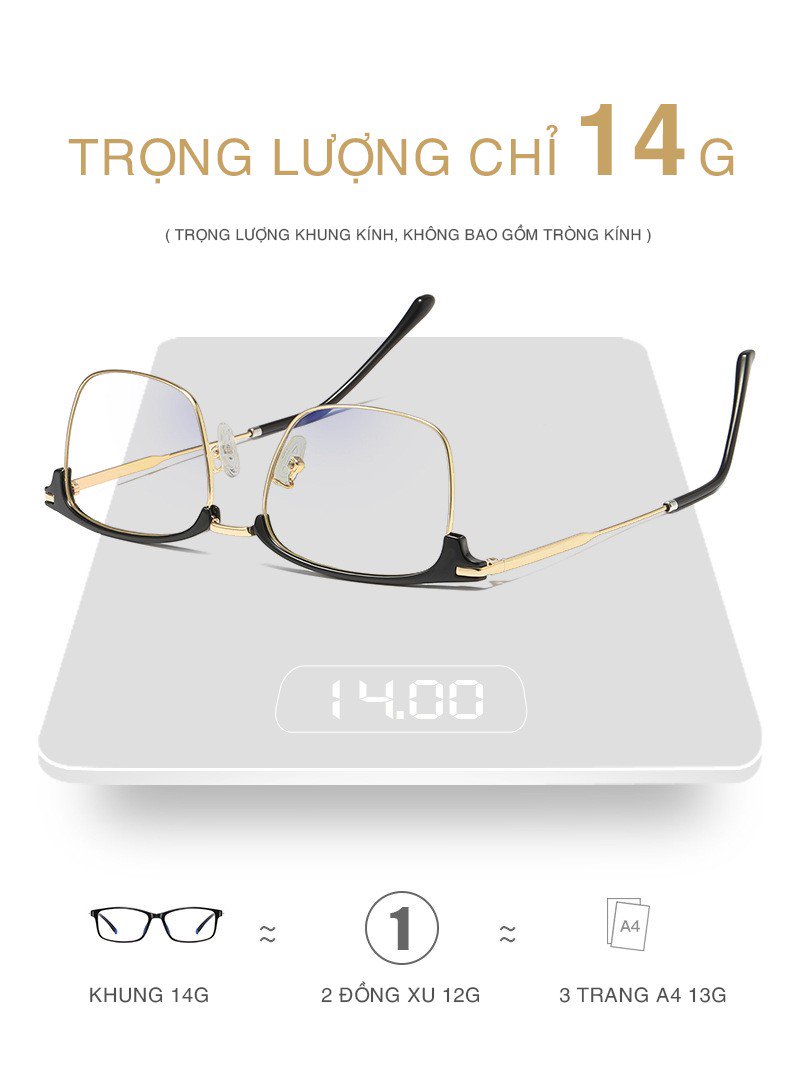 TRỌNG LƯỢNG CHỈ 14 G
( TRỌNG LƯỢNG KHUNG KÍNH, KHÔNG BAO GỒM TRÒNG KÍNH )
14.00
≈ 1 ≈ A4
KHUNG 14G 2 ĐỒNG XU 12G 3 TRANG A4 13G